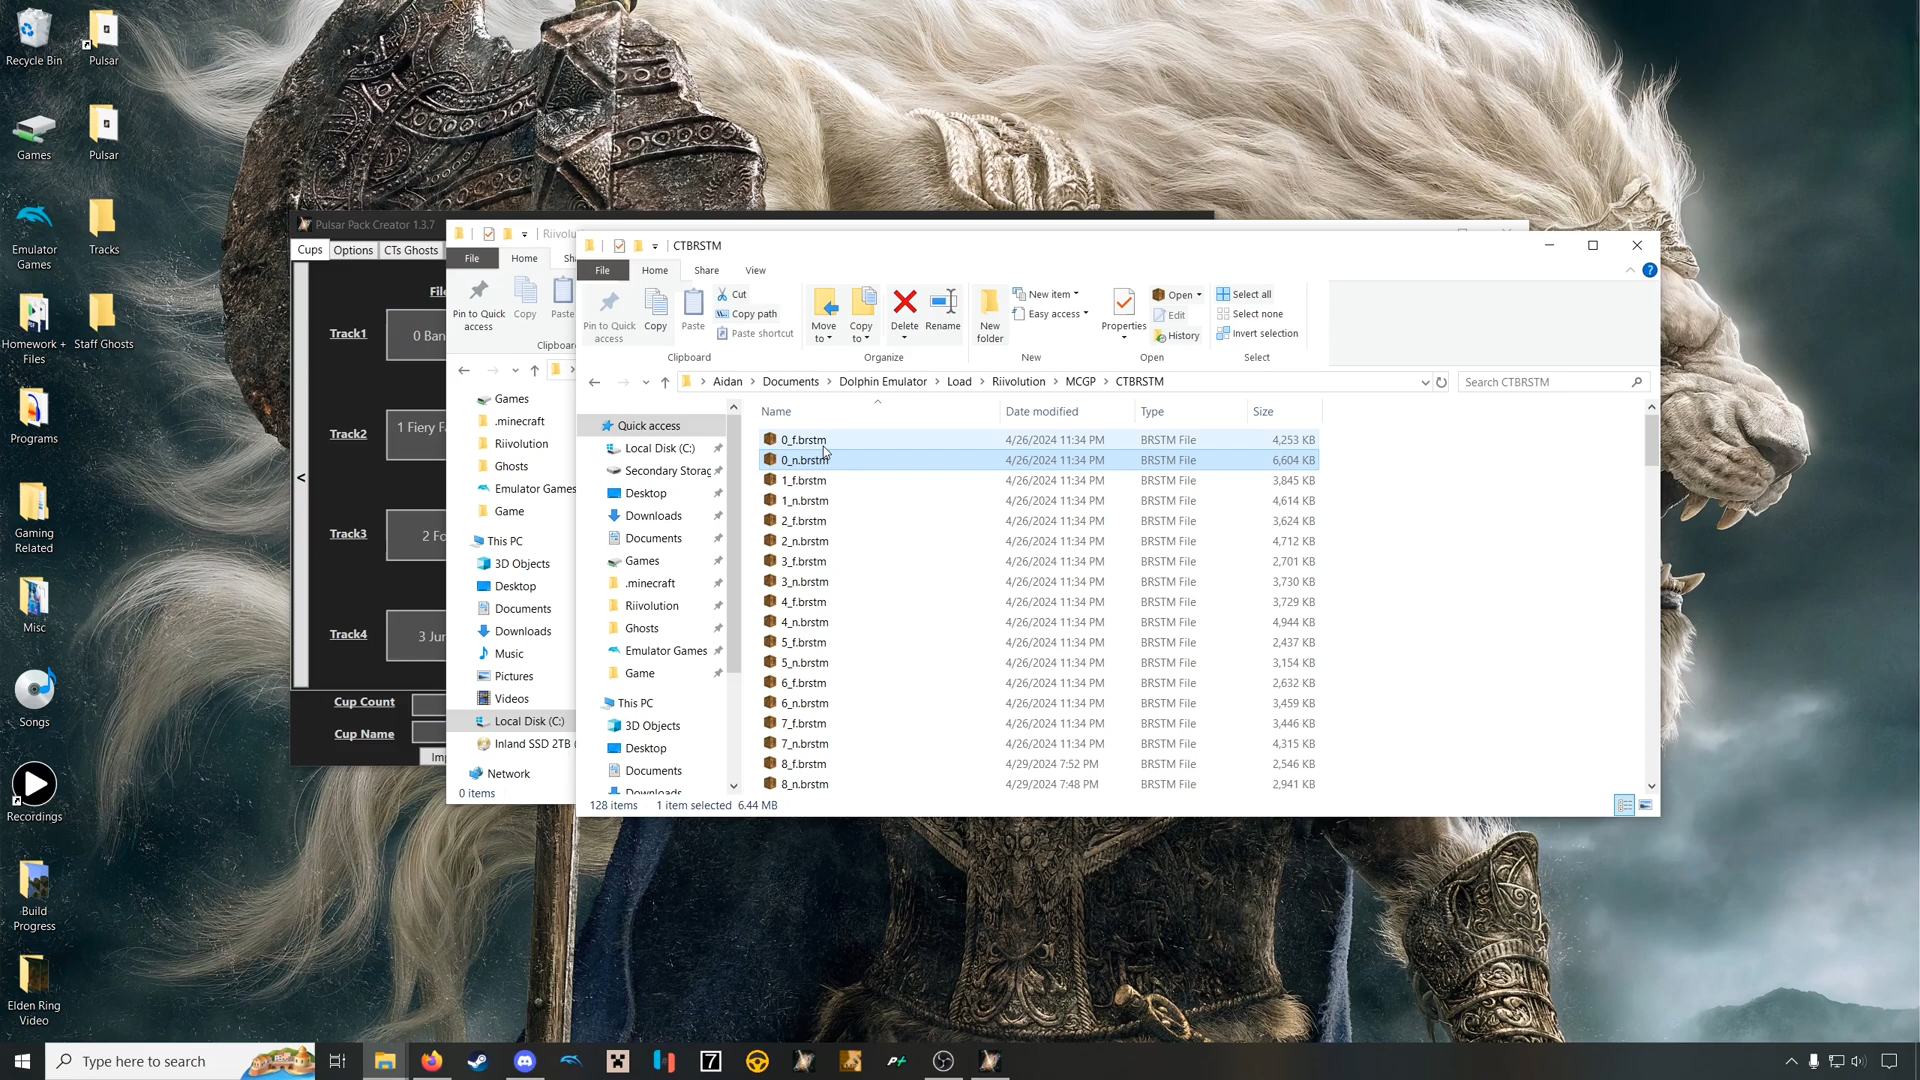 Recycle Bin
Pulsar
Games
Pulsar
Emulator
Games
Tracks
Homework +
Files
Staff Ghosts
Programs
Gaming
Related
Misc
Songs
Recordings
Build
Progress
Elden Ring
Video
Pulsar Pack Creator 1.3.7
Cups
Options
CTs Ghosts
Track1
0 Ban
Track2
1 Fiery F
Track3
2 Fo
Track4
3 Jun
Cup Count
Cup Name
Imp
File
Home
Sh
Pin to Quick
access
Copy
Paste
Clipboar
Games
.minecraft
Riivolution
Ghosts
Emulator Games
Game
This PC
3D Objects
Desktop
Documents
Downloads
Music
Pictures
Videos
Local Disk (C:)
Inland SSD 2TB (
Network
0 items
CTBRSTM
File
Home
Share
View
Pin to Quick
access
Copy
Paste
Cut
Copy path
Paste shortcut
Clipboard
Move
to
Copy
to
Delete
Rename
Organize
New
folder
New item
Easy access
New
Properties
Open
Edit
History
Open
Select all
Select none
Invert selection
Select
Aidan > Documents > Dolphin Emulator > Load > Riivolution > MCGP > CTBRSTM
Search CTBRSTM
Quick access
Local Disk (C:)
Secondary Storag
Desktop
Downloads
Documents
Games
.minecraft
Riivolution
Ghosts
Emulator Games
Game
This PC
3D Objects
Desktop
Documents
Downloads
Name Date modified Type Size
0_f.brstm 4/26/2024 11:34 PM BRSTM File 4,253 KB
0_n.brstm 4/26/2024 11:34 PM BRSTM File 6,604 KB
1_f.brstm 4/26/2024 11:34 PM BRSTM File 3,845 KB
1_n.brstm 4/26/2024 11:34 PM BRSTM File 4,614 KB
2_f.brstm 4/26/2024 11:34 PM BRSTM File 3,624 KB
2_n.brstm 4/26/2024 11:34 PM BRSTM File 4,712 KB
3_f.brstm 4/26/2024 11:34 PM BRSTM File 2,701 KB
3_n.brstm 4/26/2024 11:34 PM BRSTM File 3,730 KB
4_f.brstm 4/26/2024 11:34 PM BRSTM File 3,729 KB
4_n.brstm 4/26/2024 11:34 PM BRSTM File 4,944 KB
5_f.brstm 4/26/2024 11:34 PM BRSTM File 2,437 KB
5_n.brstm 4/26/2024 11:34 PM BRSTM File 3,154 KB
6_f.brstm 4/26/2024 11:34 PM BRSTM File 2,632 KB
6_n.brstm 4/26/2024 11:34 PM BRSTM File 3,459 KB
7_f.brstm 4/26/2024 11:34 PM BRSTM File 3,446 KB
7_n.brstm 4/26/2024 11:34 PM BRSTM File 4,315 KB
8_f.brstm 4/29/2024 7:52 PM BRSTM File 2,546 KB
8_n.brstm 4/29/2024 7:48 PM BRSTM File 2,941 KB
128 items 1 item selected 6.44 MB
Type here to search
7
P+